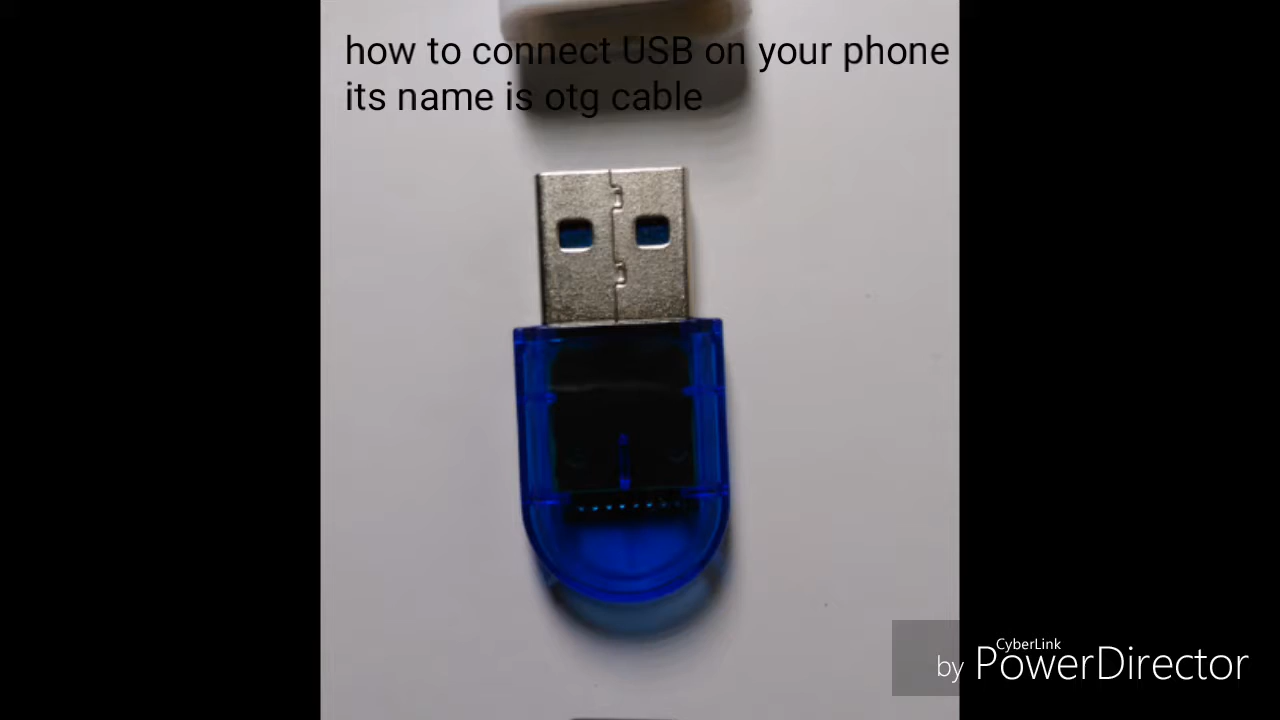 how to connect USB on your phone
its name is otg cable
CyberLink
by PowerDirector